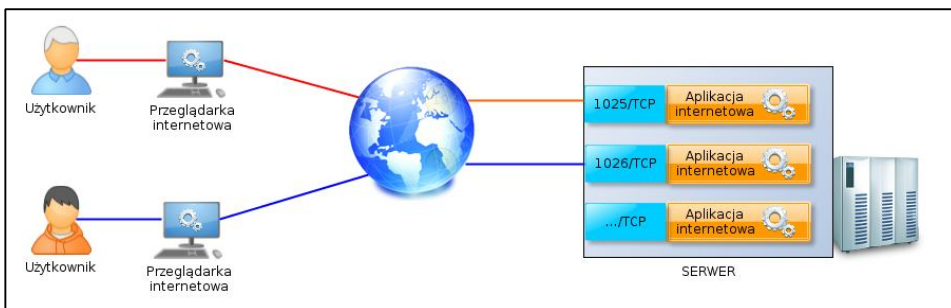 Użytkownik
Przeglądarka
internetowa
Użytkownik
Przeglądarka
internetowa
1025/TCP
Aplikacja
internetowa
1026/TCP
Aplikacja
internetowa
.../TCP
Aplikacja
internetowa
SERWER